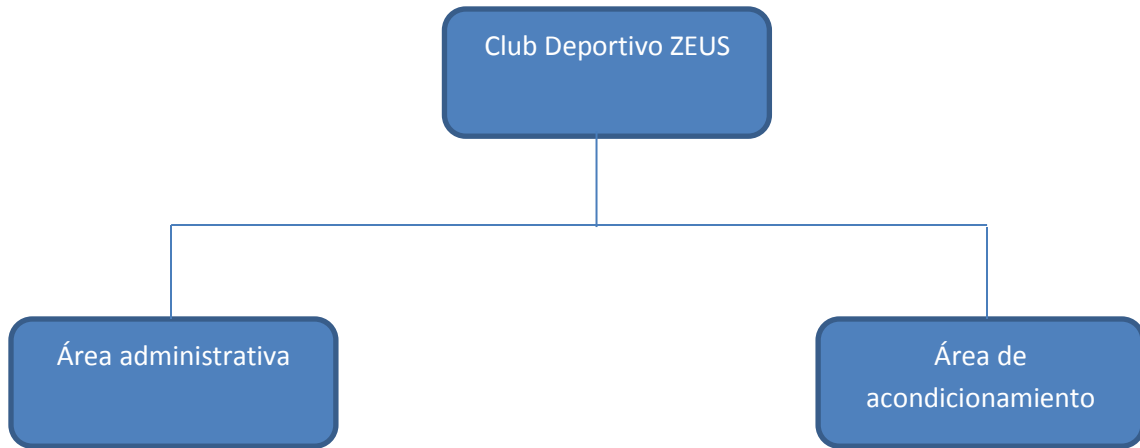 Club Deportivo ZEUS
Área administrativa
Área de
acondicionamiento